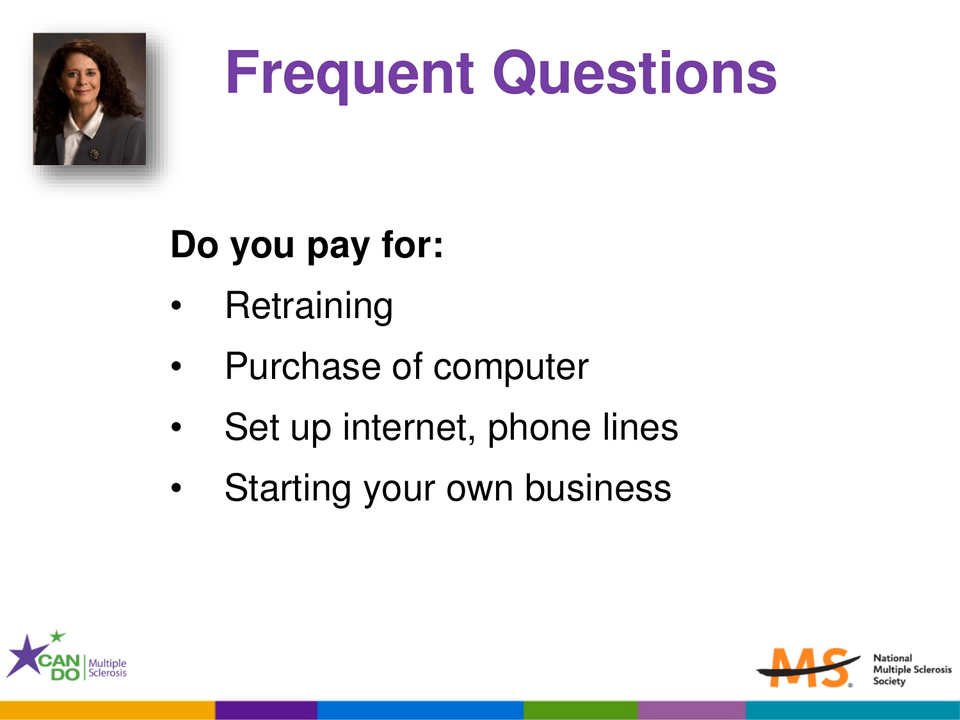 Frequent Questions
Do you pay for:
• Retraining
• Purchase of computer
• Set up internet, phone lines
• Starting your own business
CAN DO Multiple Sclerosis
MS® National Multiple Sclerosis Society